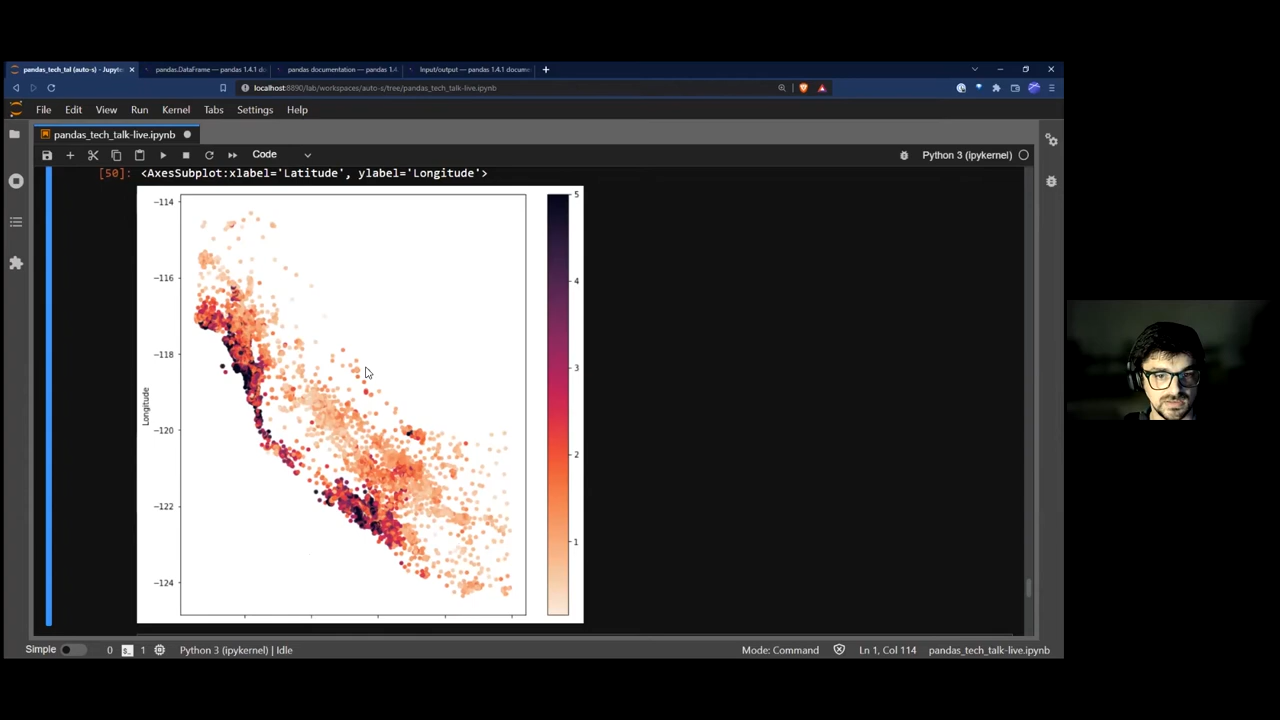 pandas_tech_tal (auto-s) - Jupyte
pandas.DataFrame — pandas 1.4.1 d
pandas documentation — pandas 1.4
Input/output — pandas 1.4.1 docume
localhost:8890/lab/workspaces/auto-s/tree/pandas_tech_talk-live.ipynb
File Edit View Run Kernel Tabs Settings Help
pandas_tech_talk-live.ipynb
Code
Python 3 (ipykernel)
[50]: <AxesSubplot:xlabel='Latitude', ylabel='Longitude'>
−114
−116
−118
−120
−122
−124
Longitude
5
4
3
2
1
Simple 0 1 Python 3 (ipykernel) | Idle
Mode: Command Ln 1, Col 114 pandas_tech_talk-live.ipynb